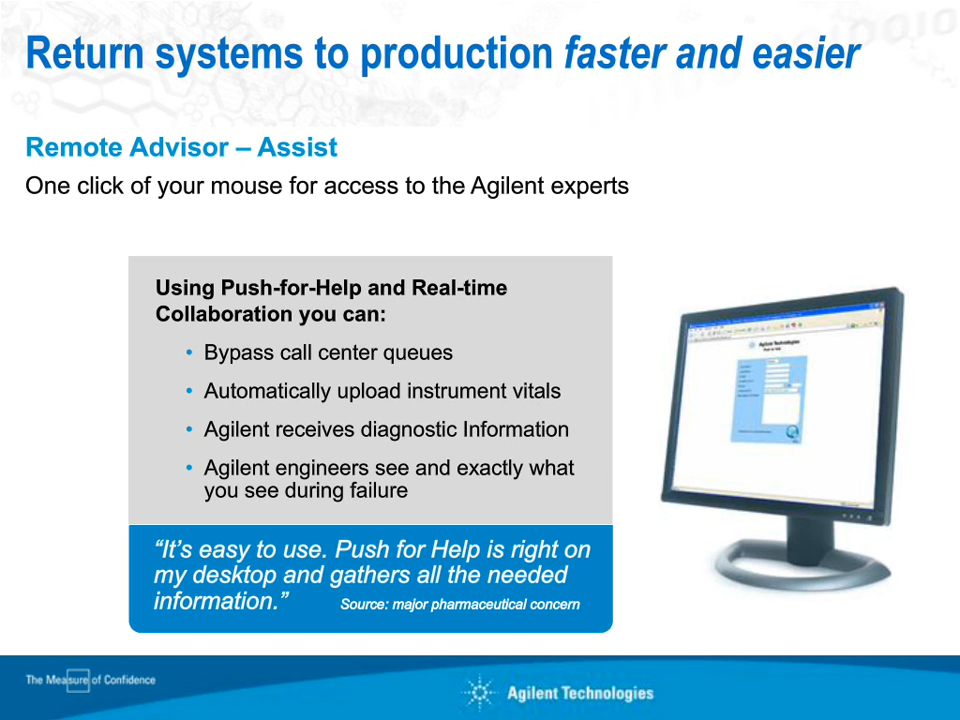 Return systems to production faster and easier
Remote Advisor – Assist
One click of your mouse for access to the Agilent experts
Using Push-for-Help and Real-time
Collaboration you can:
• Bypass call center queues
• Automatically upload instrument vitals
• Agilent receives diagnostic Information
• Agilent engineers see and exactly what
you see during failure
“It’s easy to use. Push for Help is right on
my desktop and gathers all the needed
information.” Source: major pharmaceutical concern
Agilent Technologies
The Measure of Confidence
Agilent Technologies